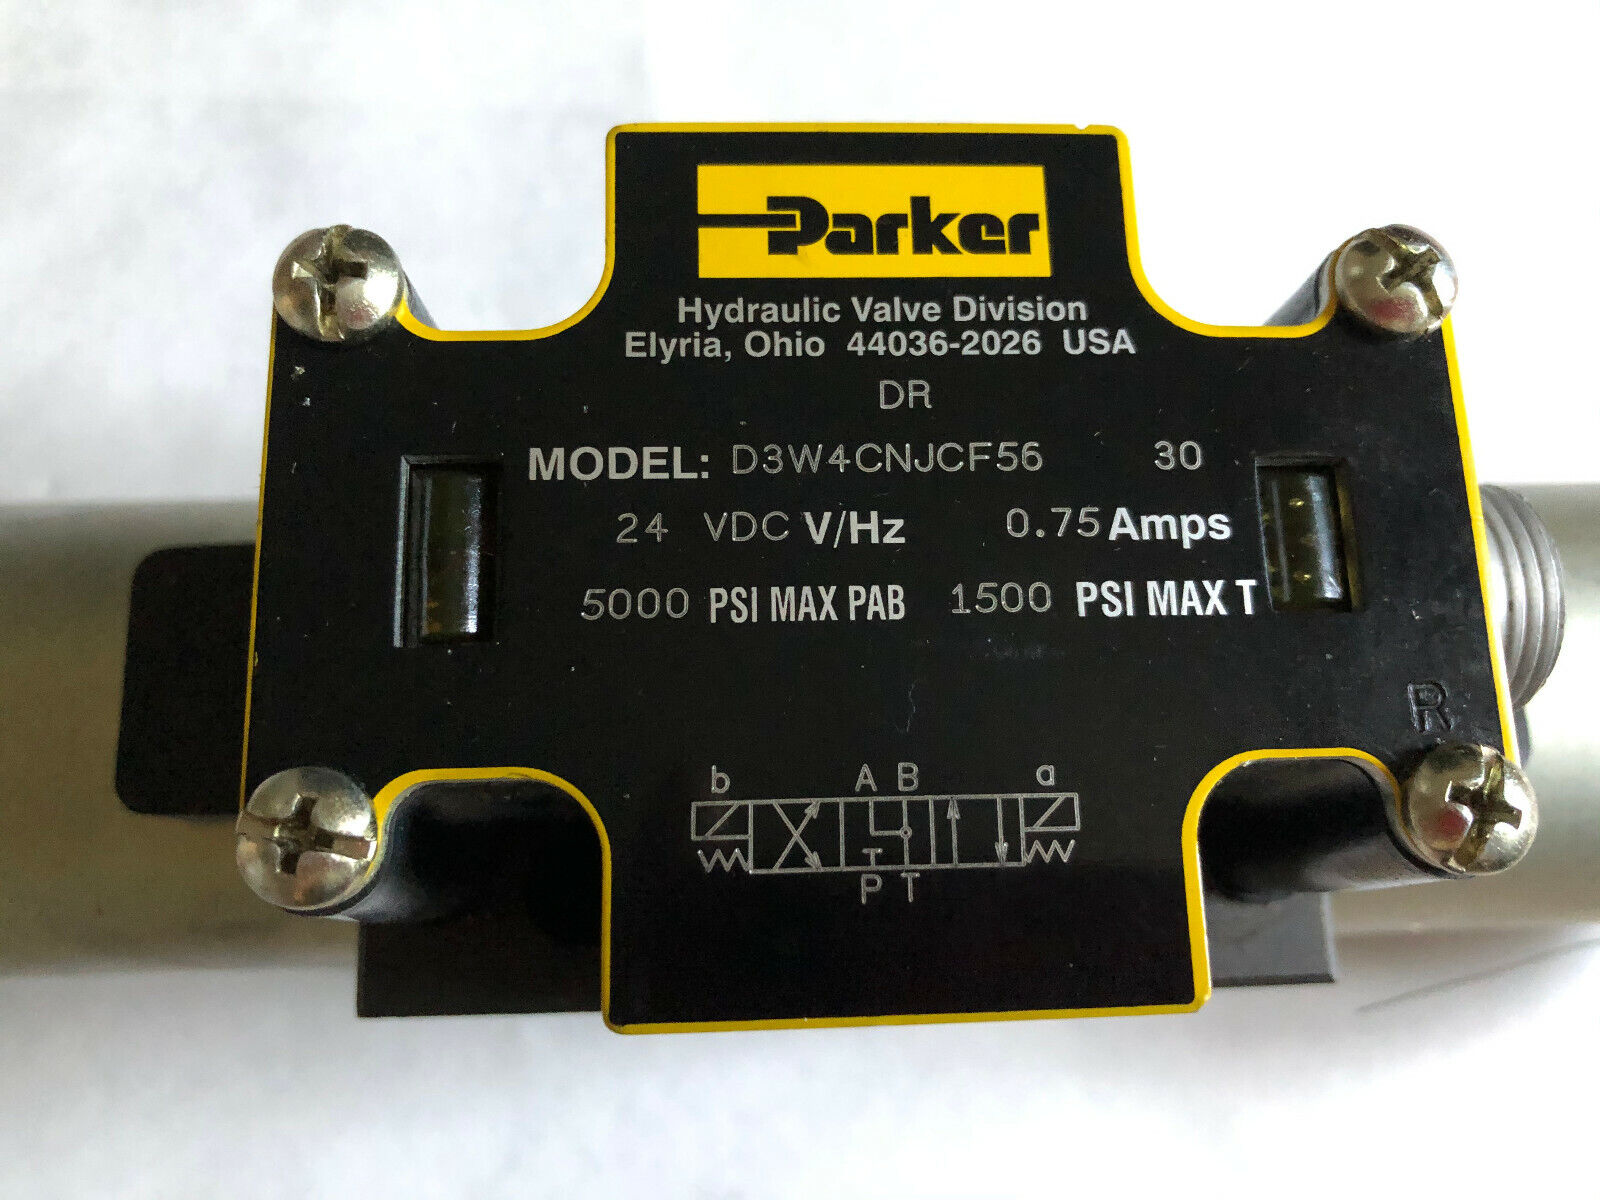 Parker
Hydraulic Valve Division
Elyria, Ohio 44036-2026 USA
DR
MODEL: D3W4CNJCF56 30
24 VDC V/Hz 0.75 Amps
5000 PSI MAX PAB 1500 PSI MAX T
R
b A B a
P T